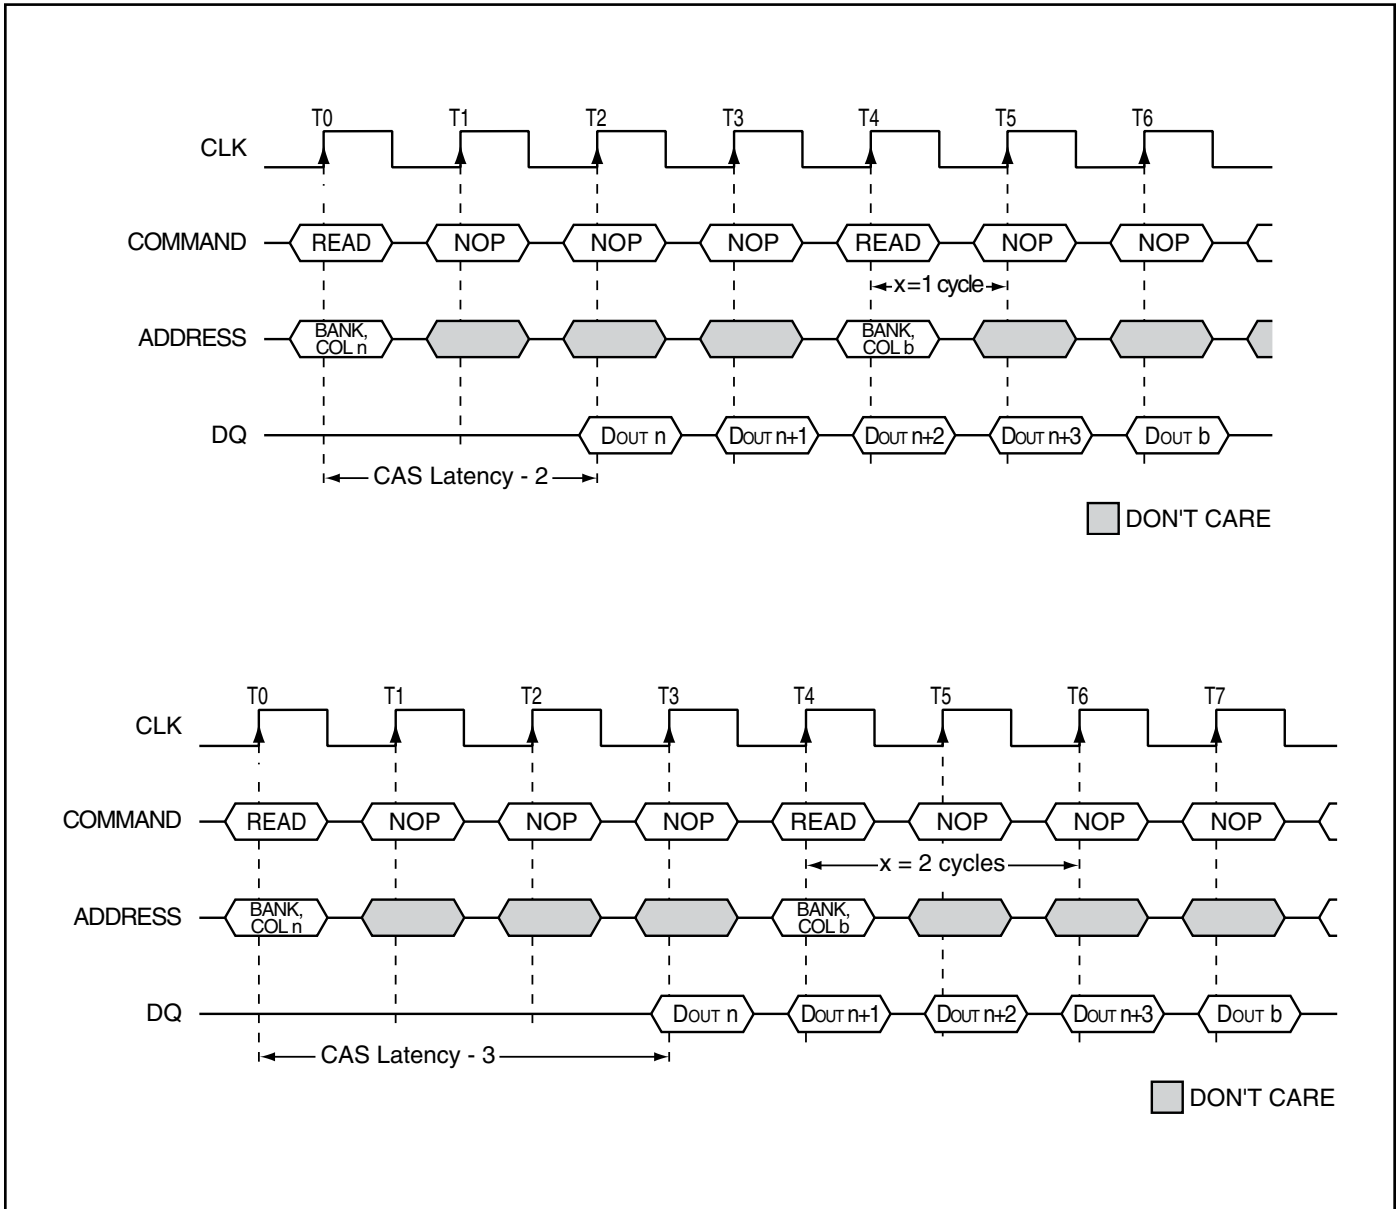 T0 T1 T2 T3 T4 T5 T6
CLK
COMMAND READ NOP NOP NOP READ NOP NOP
x=1 cycle
ADDRESS BANK, COL n BANK, COL b
DQ DOUT n DOUT n+1 DOUT n+2 DOUT n+3 DOUT b
CAS Latency - 2
DON'T CARE
T0 T1 T2 T3 T4 T5 T6 T7
CLK
COMMAND READ NOP NOP NOP READ NOP NOP NOP
x = 2 cycles
ADDRESS BANK, COL n BANK, COL b
DQ DOUT n DOUT n+1 DOUT n+2 DOUT n+3 DOUT b
CAS Latency - 3
DON'T CARE